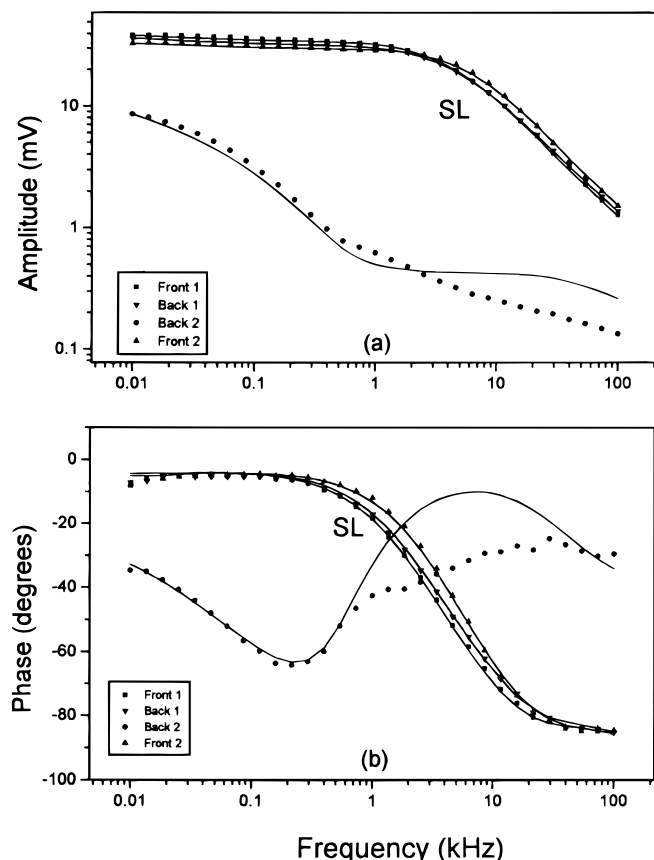 Amplitude (mV)
10
1
0.1
SL
Front 1
Back 1
Back 2
Front 2
(a)
0.01
0.1
1
10
100
Phase (degrees)
0
-20
-40
-60
-80
-100
SL
Front 1
Back 1
Back 2
Front 2
(b)
0.01
0.1
1
10
100
Frequency (kHz)